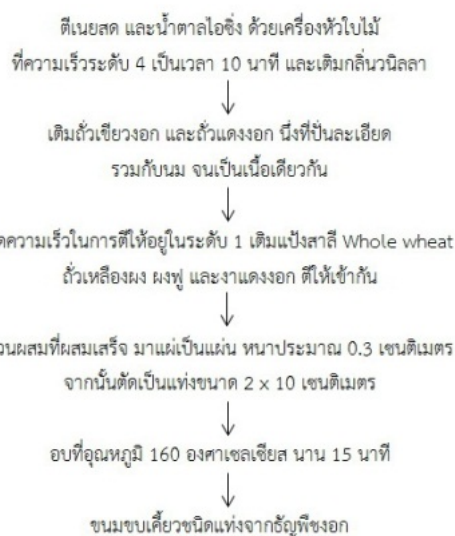 ตีเนยสด และน้ำตาลไอซิ่ง ด้วยเครื่องหัวใบไม้
ที่ความเร็วระดับ 4 เป็นเวลา 10 นาที และเติมกลิ่นวนิลลา
เติมถั่วเขียวงอก และถั่วแดงงอก นึ่งที่ปั่นละเอียด
รวมกับนม จนเป็นเนื้อเดียวกัน
ดความเร็วในการตีให้อยู่ในระดับ 1 เติมแป้งสาลี Whole wheat
ถั่วเหลืองผง ผงฟู และงาแดงงอก ตีให้เข้ากัน
วนผสมที่ผสมเสร็จ มาแผ่เป็นแผ่น หนาประมาณ 0.3 เซนติเมตร
จากนั้นตัดเป็นแท่งขนาด 2 x 10 เซนติเมตร
อบที่อุณหภูมิ 160 องศาเซลเซียส นาน 15 นาที
ขนมขบเคี้ยวชนิดแท่งจากธัญพืชงอก